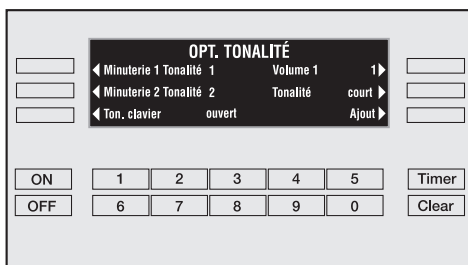 OPT. TONALITÉ
Minuterie 1 Tonalité 1 Volume 1 1
Minuterie 2 Tonalité 2 Tonalité court
Ton. clavier ouvert Ajout
ON 1 2 3 4 5 Timer
OFF 6 7 8 9 0 Clear